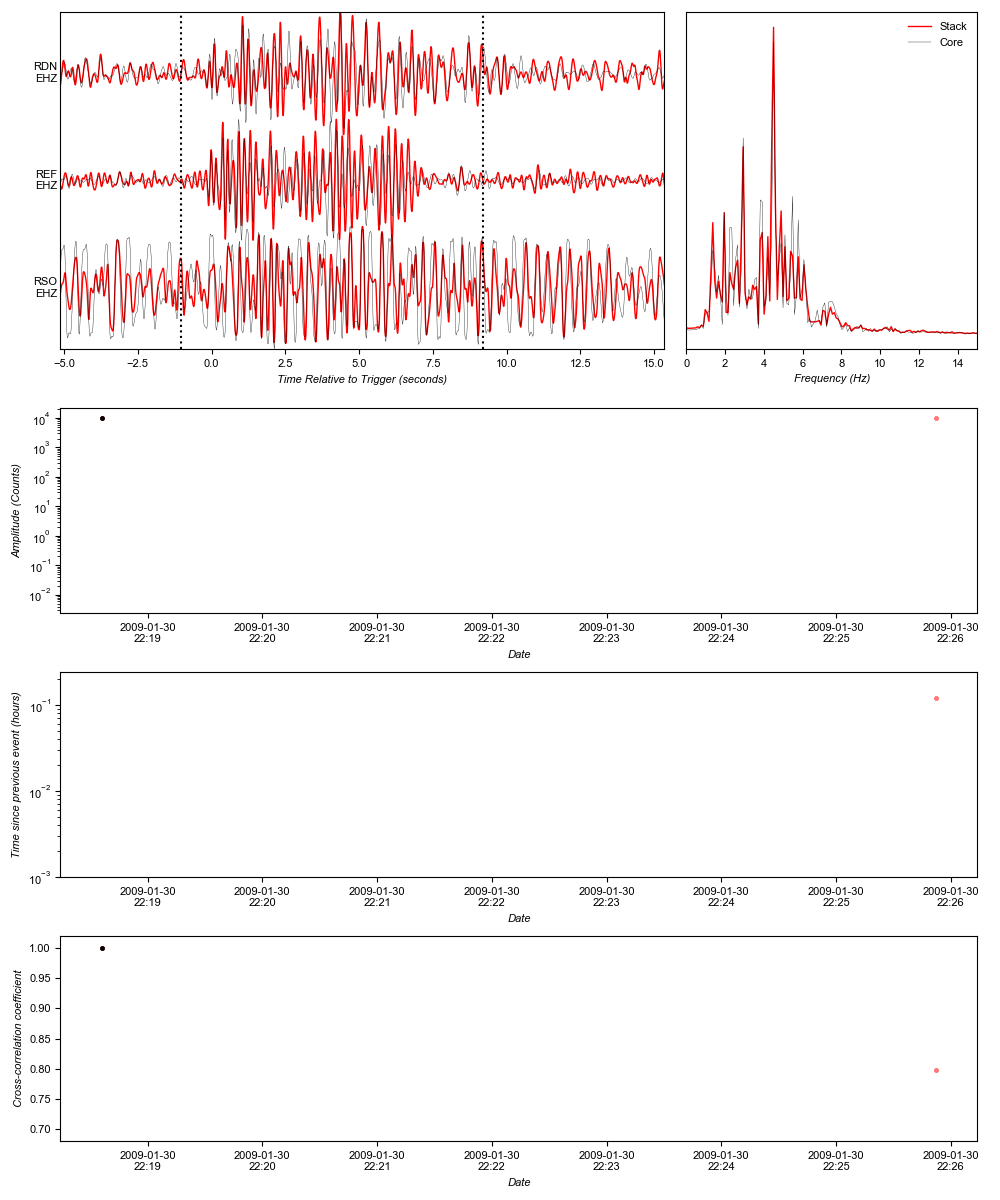 RDN
EHZ
REF
EHZ
RSO
EHZ
−5.0 −2.5 0.0 2.5 5.0 7.5 10.0 12.5 15.0
Time Relative to Trigger (seconds)
Stack
Core
0 2 4 6 8 10 12 14
Frequency (Hz)
Amplitude (Counts)
10⁴
10³
10²
10¹
10⁰
10⁻¹
10⁻²
2009-01-30 2009-01-30 2009-01-30 2009-01-30 2009-01-30 2009-01-30 2009-01-30 2009-01-30
22:19 22:20 22:21 22:22 22:23 22:24 22:25 22:26
Date
Time since previous event (hours)
10⁻¹
10⁻²
10⁻³
2009-01-30 2009-01-30 2009-01-30 2009-01-30 2009-01-30 2009-01-30 2009-01-30 2009-01-30
22:19 22:20 22:21 22:22 22:23 22:24 22:25 22:26
Date
Cross-correlation coefficient
1.00
0.95
0.90
0.85
0.80
0.75
0.70
2009-01-30 2009-01-30 2009-01-30 2009-01-30 2009-01-30 2009-01-30 2009-01-30 2009-01-30
22:19 22:20 22:21 22:22 22:23 22:24 22:25 22:26
Date